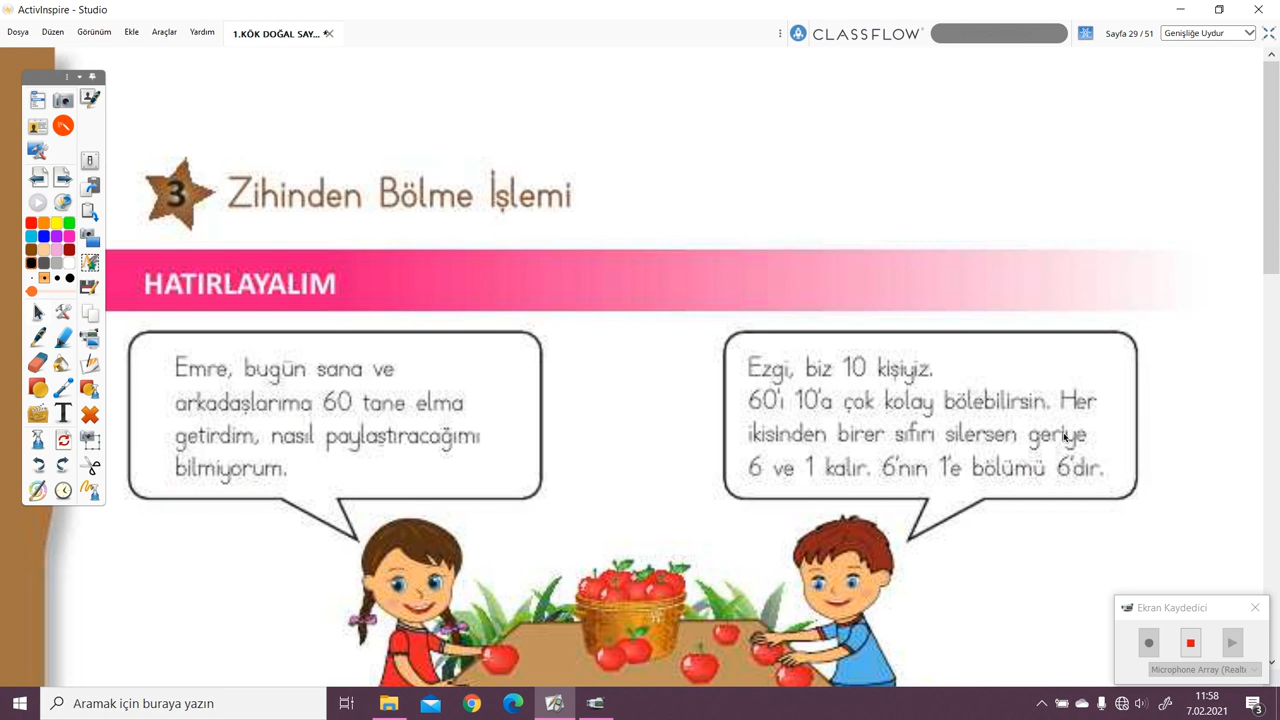 ActivInspire - Studio
Dosya Düzen Görünüm Ekle Araçlar Yardım 1.KÖK DOĞAL SAY...
CLASSFLOW
Sayfa 29 / 51 Genişliğe Uydur
3 Zihinden Bölme İşlemi
HATIRLAYALIM
Emre, bugün sana ve
arkadaşlarıma 60 tane elma
getirdim, nasıl paylaştıracağımı
bilmiyorum.
Ezgi, biz 10 kişiyiz.
60'ı 10'a çok kolay bölebilirsin. Her
ikisinden birer sıfırı silersen geriye
6 ve 1 kalır. 6'nın 1'e bölümü 6'dır.
Ekran Kaydedici
Microphone Array (Realt
Aramak için buraya yazın
11:58
7.02.2021
3